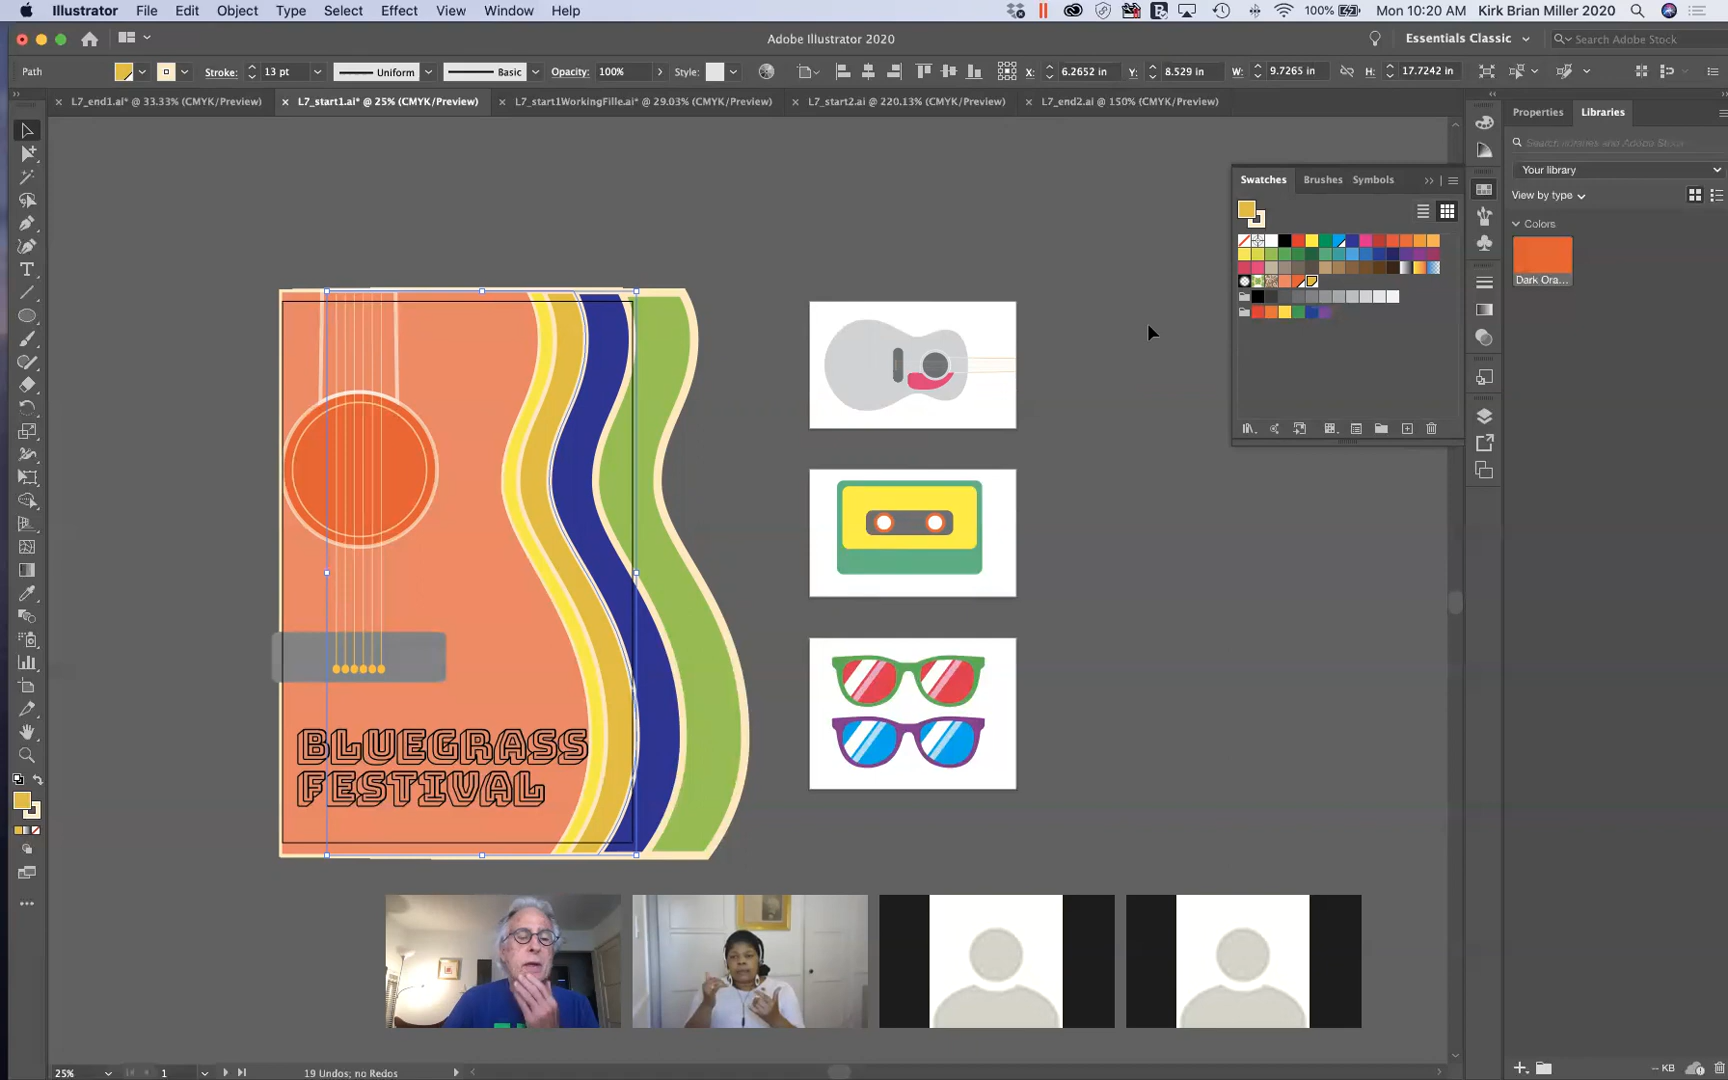 Illustrator File Edit Object Type Select Effect View Window Help
100% Mon 10:20 AM Kirk Brian Miller 2020
Adobe Illustrator 2020
Essentials Classic
Search Adobe Stock
Path Stroke: 13 pt Uniform Basic Opacity: 100% Style: X: 6.2652 in Y: 8.529 in W: 9.7265 in H: 17.7242 in
L7_end1.ai* @ 33.33% (CMYK/Preview)
L7_start1.ai* @ 25% (CMYK/Preview)
L7_start1WorkingFille.ai* @ 29.03% (CMYK/Preview)
L7_start2.ai @ 220.13% (CMYK/Preview)
L7_end2.ai @ 150% (CMYK/Preview)
Properties Libraries
Search
Your library
View by type
Colors
Dark Ora...
Swatches Brushes Symbols
BLUEGRASS
FESTIVAL
25%
1
19 Undos; no Redos
-- KB